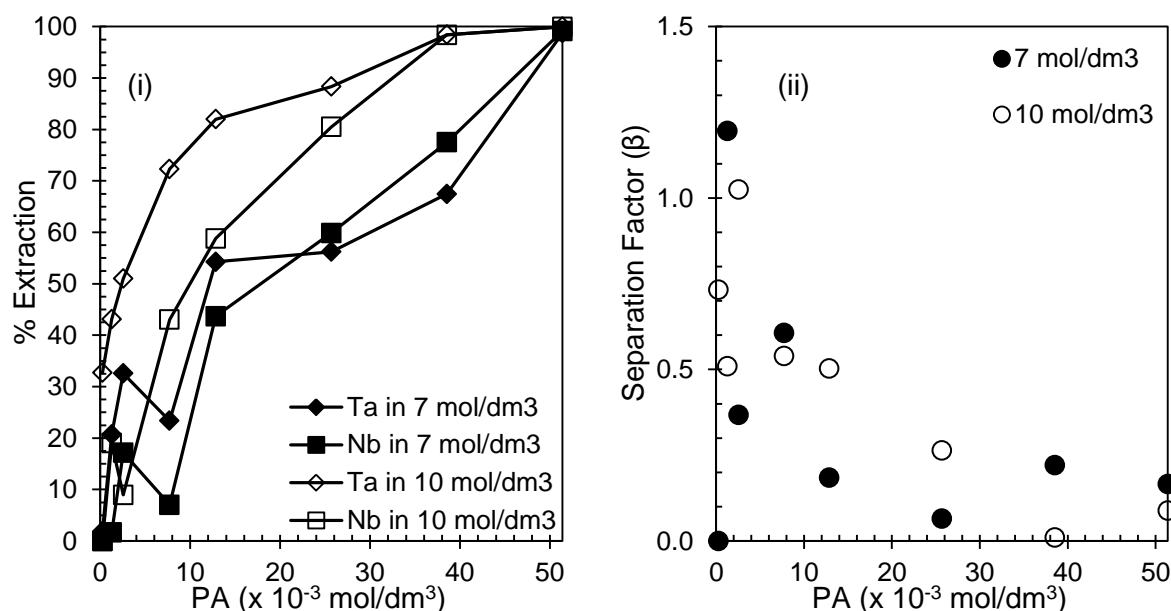 100
90
80
70
60
50
40
30
20
10
0
% Extraction
(i)
Ta in 7 mol/dm3
Nb in 7 mol/dm3
Ta in 10 mol/dm3
Nb in 10 mol/dm3
0 10 20 30 40 50
PA (x 10⁻³ mol/dm³)
1.5
1.0
0.5
0.0
Separation Factor (β)
(ii)
7 mol/dm3
10 mol/dm3
0 10 20 30 40 50
PA (x 10⁻³ mol/dm³)